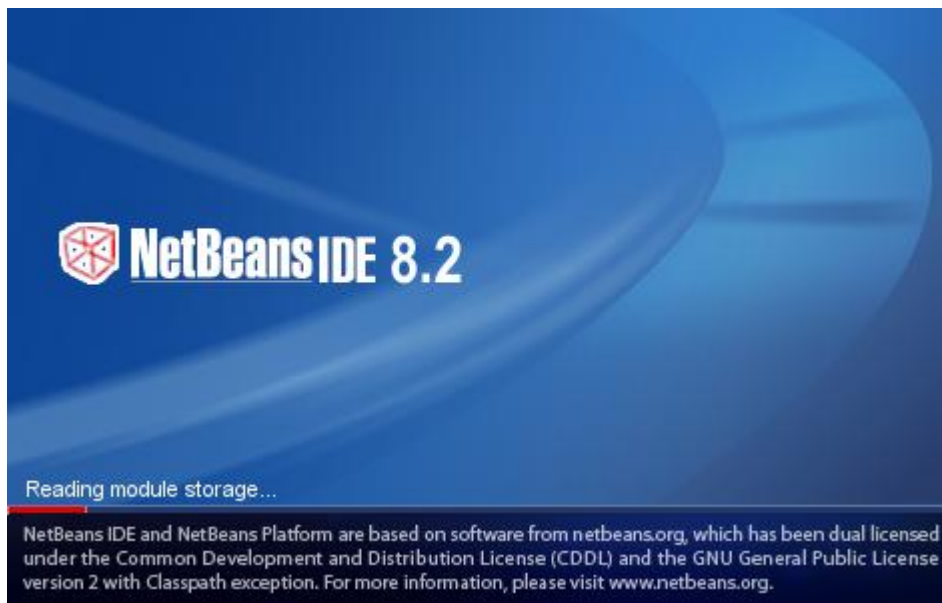 NetBeans IDE 8.2
Reading module storage...
NetBeans IDE and NetBeans Platform are based on software from netbeans.org, which has been dual licensed
under the Common Development and Distribution License (CDDL) and the GNU General Public License
version 2 with Classpath exception. For more information, please visit www.netbeans.org.